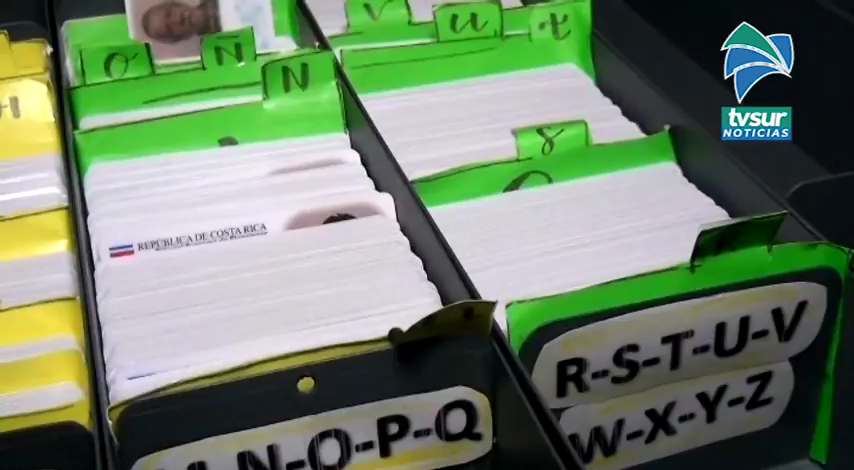 V
U
t
O
Ñ
N
S
REPÚBLICA DE COSTA RICA
tvsur
NOTICIAS
R-S-T-U-V
W-X-Y-Z
N-O-P-Q